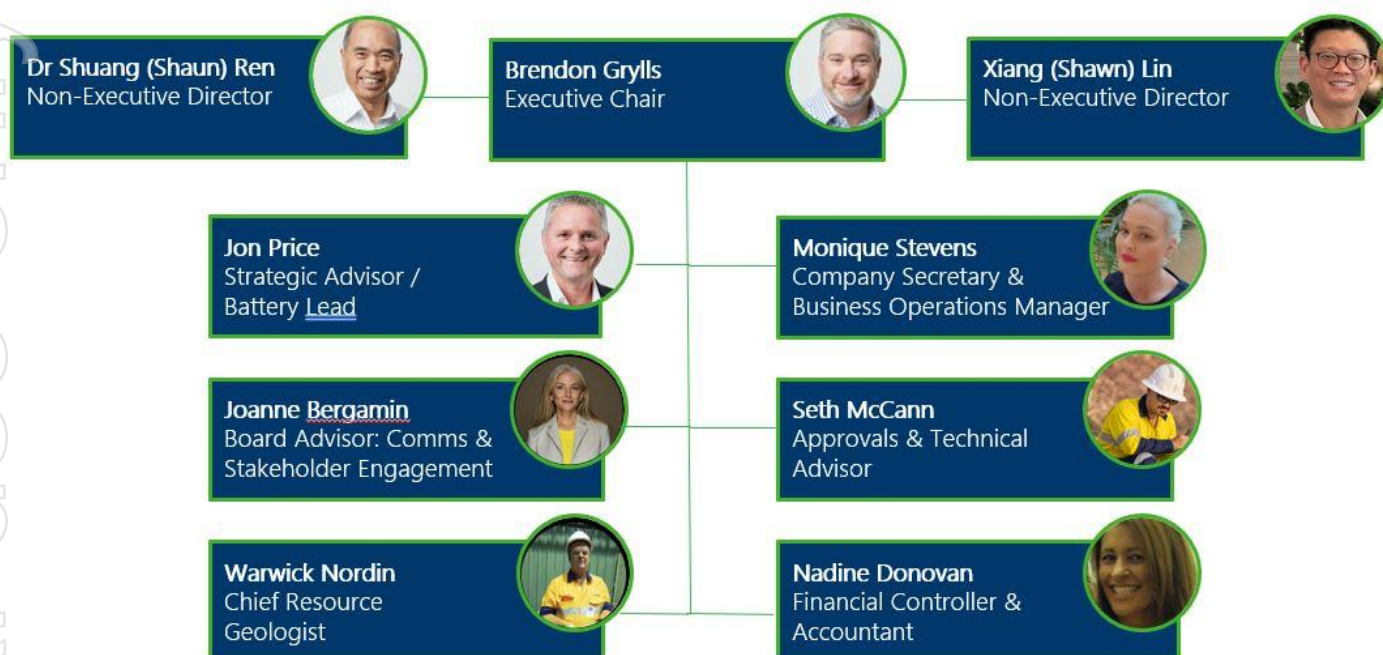 Dr Shuang (Shaun) Ren
Non-Executive Director
Brendon Grylls
Executive Chair
Xiang (Shawn) Lin
Non-Executive Director
Jon Price
Strategic Advisor /
Battery Lead
Monique Stevens
Company Secretary &
Business Operations Manager
Joanne Bergamin
Board Advisor: Comms &
Stakeholder Engagement
Seth McCann
Approvals & Technical
Advisor
Warwick Nordin
Chief Resource
Geologist
Nadine Donovan
Financial Controller &
Accountant